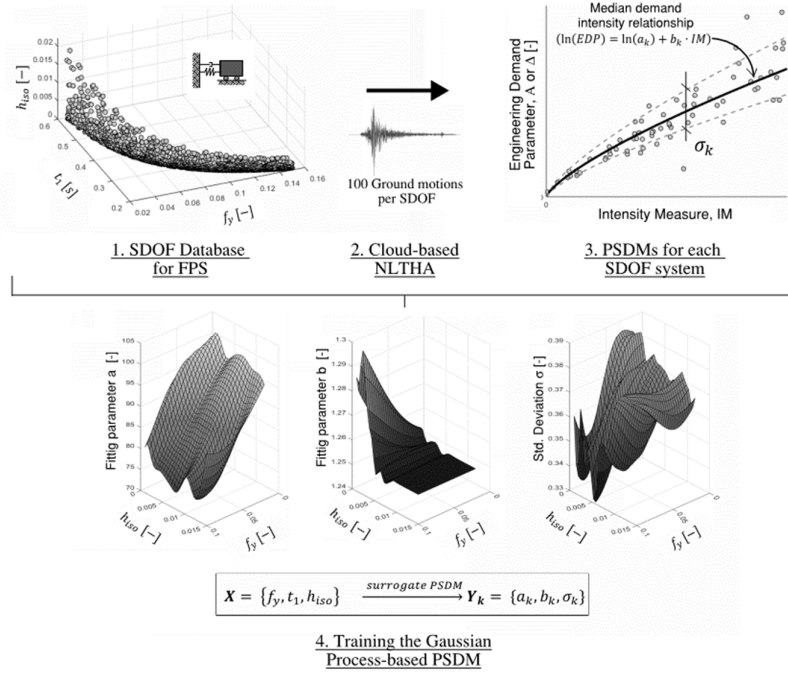 0.02
0.015
0.01
0.005
0
h_iso [–]
0.6
0.5
0.4
0.3
0.2
t_1 [s]
0.02
0.04
0.06
0.08
0.1
0.12
0.14
0.16
f_y [–]
100 Ground motions
per SDOF
Median demand
intensity relationship
(ln(EDP) = ln(a_k) + b_k · IM)
Engineering Demand
Parameter, A or Δ [-]
σ_k
0
0
Intensity Measure, IM
1. SDOF Database
for FPS
2. Cloud-based
NLTHA
3. PSDMs for each
SDOF system
105
100
95
90
85
80
75
70
Fittig parameter a [-]
0.005
0.01
0.015
h_iso [–]
0
0.05
0.1
f_y [–]
1.3
1.29
1.28
1.27
1.26
1.25
1.24
Fittig parameter b [-]
0.005
0.01
0.015
h_iso [–]
0
0.05
0.1
f_y [–]
0.39
0.38
0.37
0.36
0.35
0.34
0.33
Std. Deviation σ [-]
0.005
0.01
0.015
h_iso [–]
0
0.05
0.1
f_y [–]
X = {f_y, t_1, h_iso} surrogate PSDM Y_k = {a_k, b_k, σ_k}
4. Training the Gaussian
Process-based PSDM